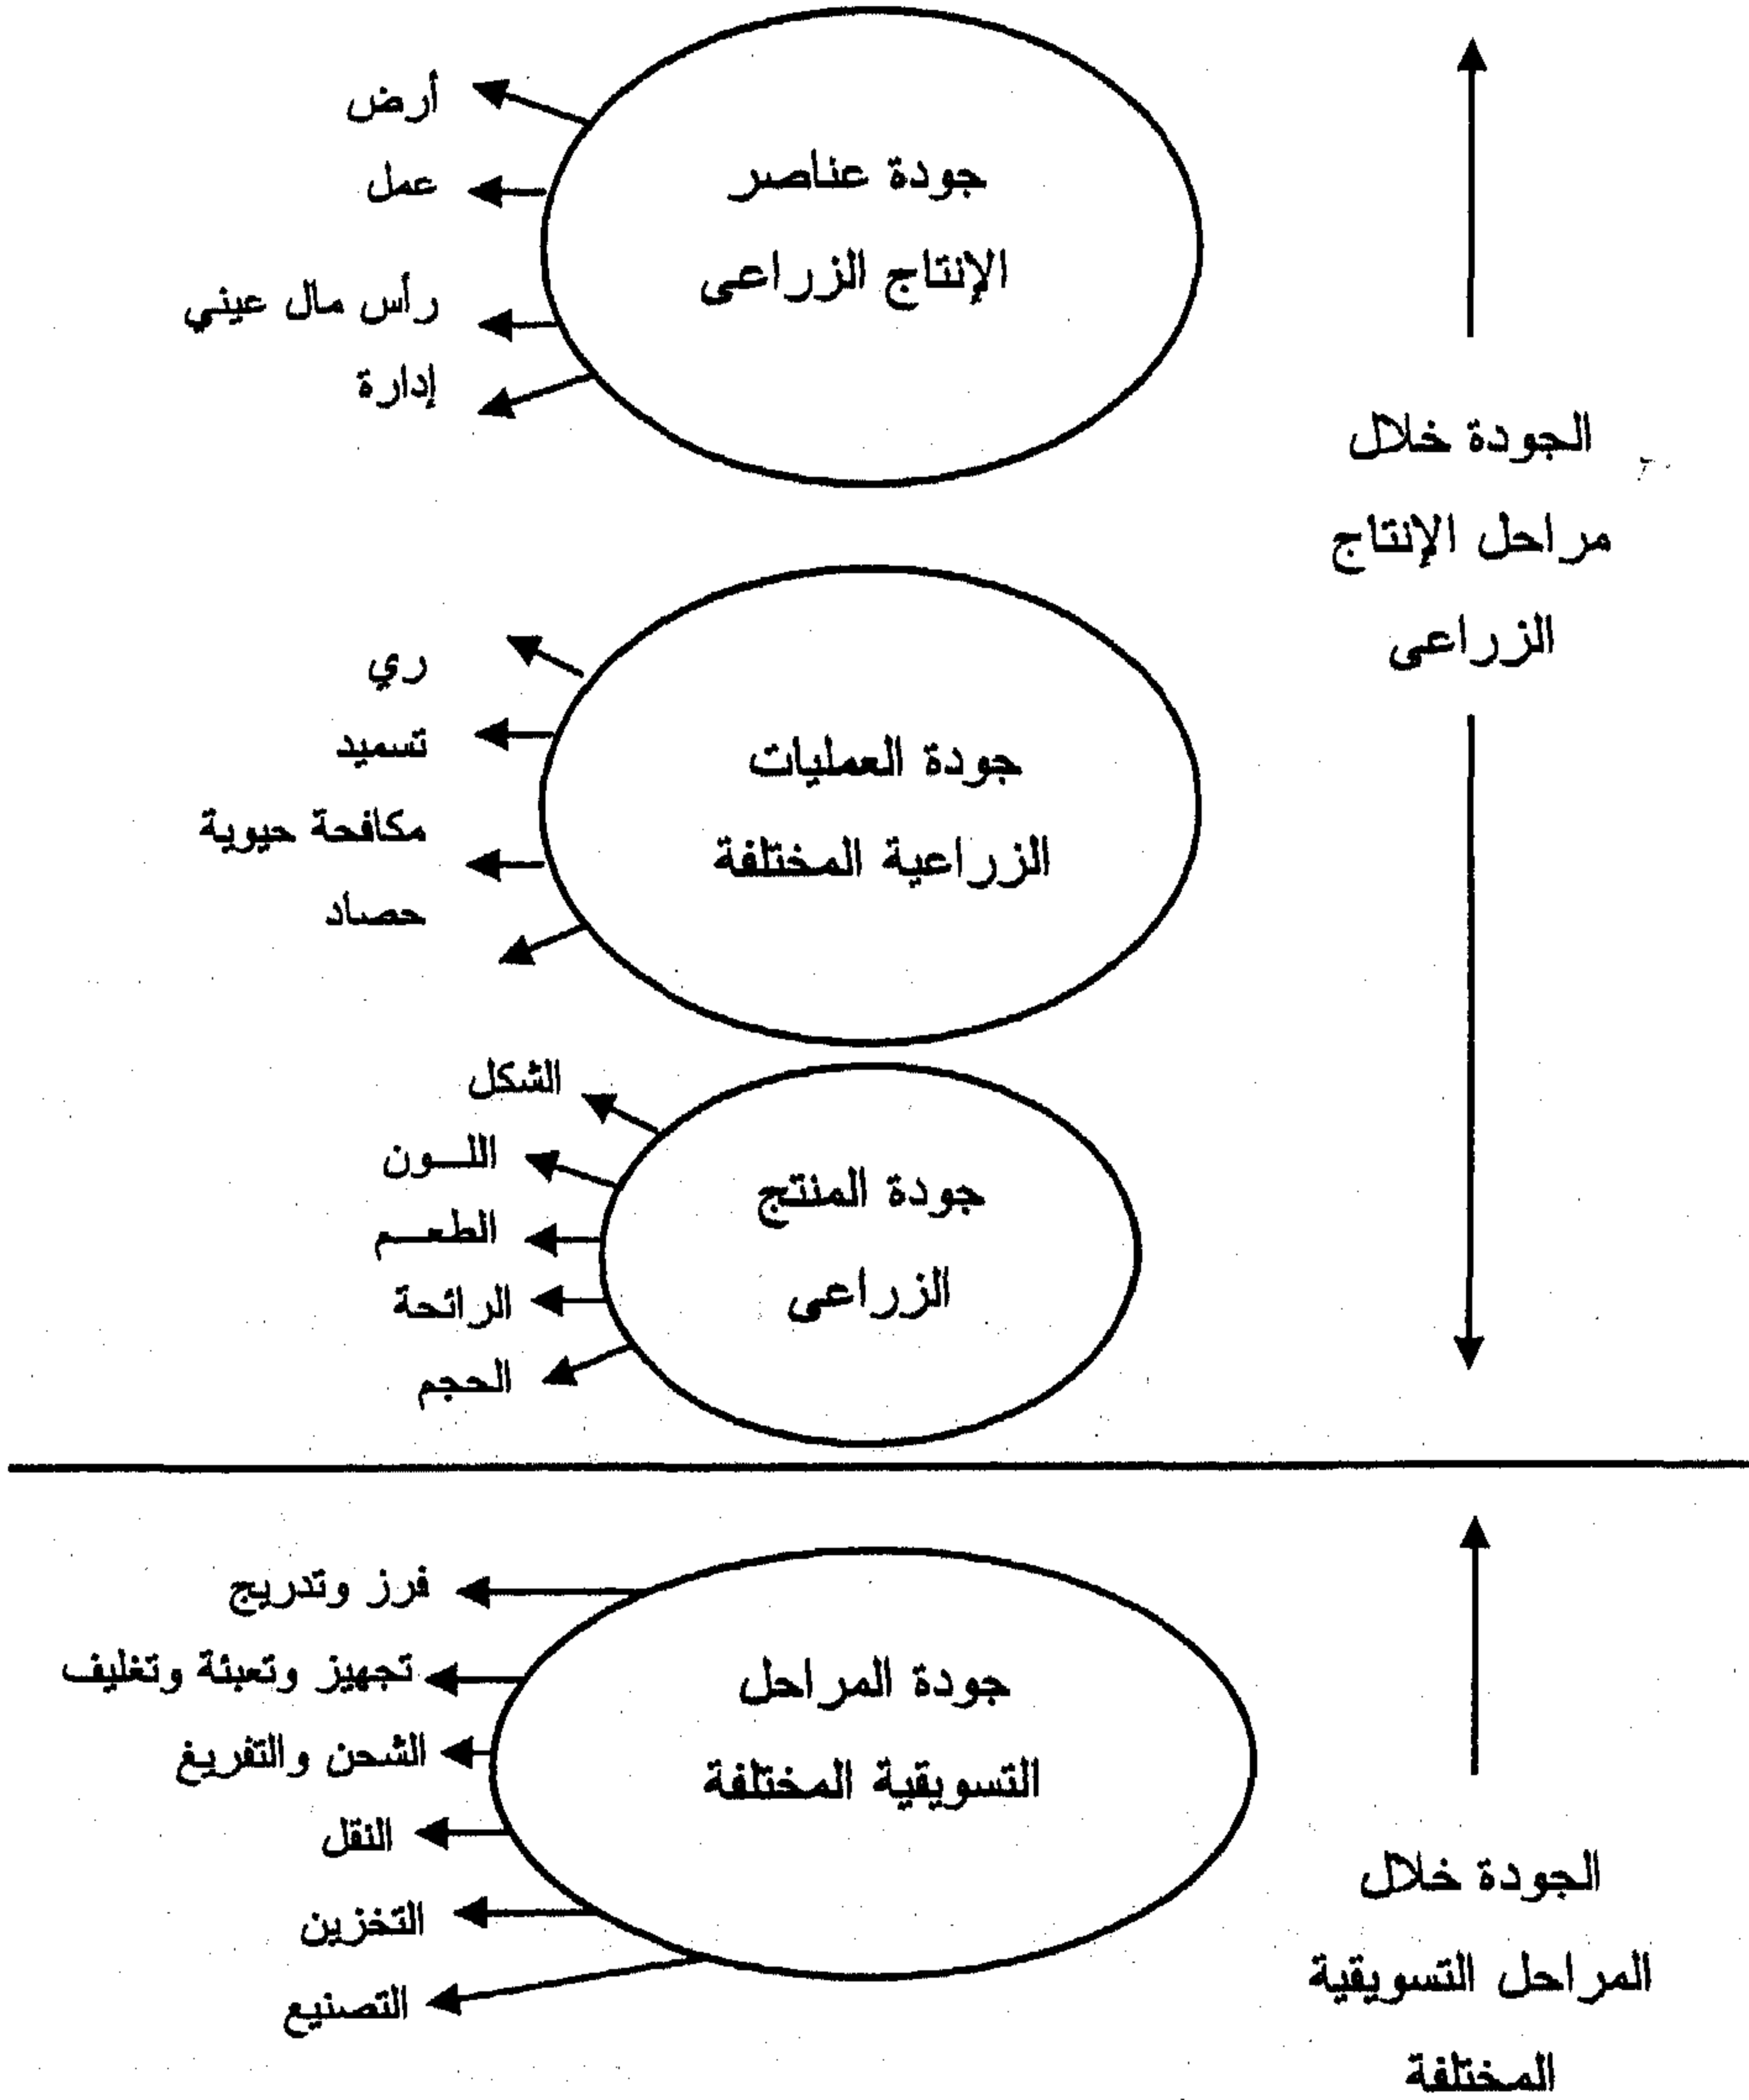 جودة عناصر
الإنتاج الزراعى
أرض
عمل
رأس مال عيني
إدارة
الجودة خلال
مراحل الإنتاج
الزراعى
جودة العمليات
الزراعية المختلفة
ري
تسميد
مكافحة حيوية
حصاد
جودة المنتج
الزراعى
الشكل
اللـــون
الطعـــم
الرائحة
الحجم
جودة المراحل
التسويقية المختلفة
فرز وتدريج
تجهيز وتعبئة وتغليف
الشحن والتفريغ
النقل
التخزين
التصنيع
الجودة خلال
المراحل التسويقية
المختلفة